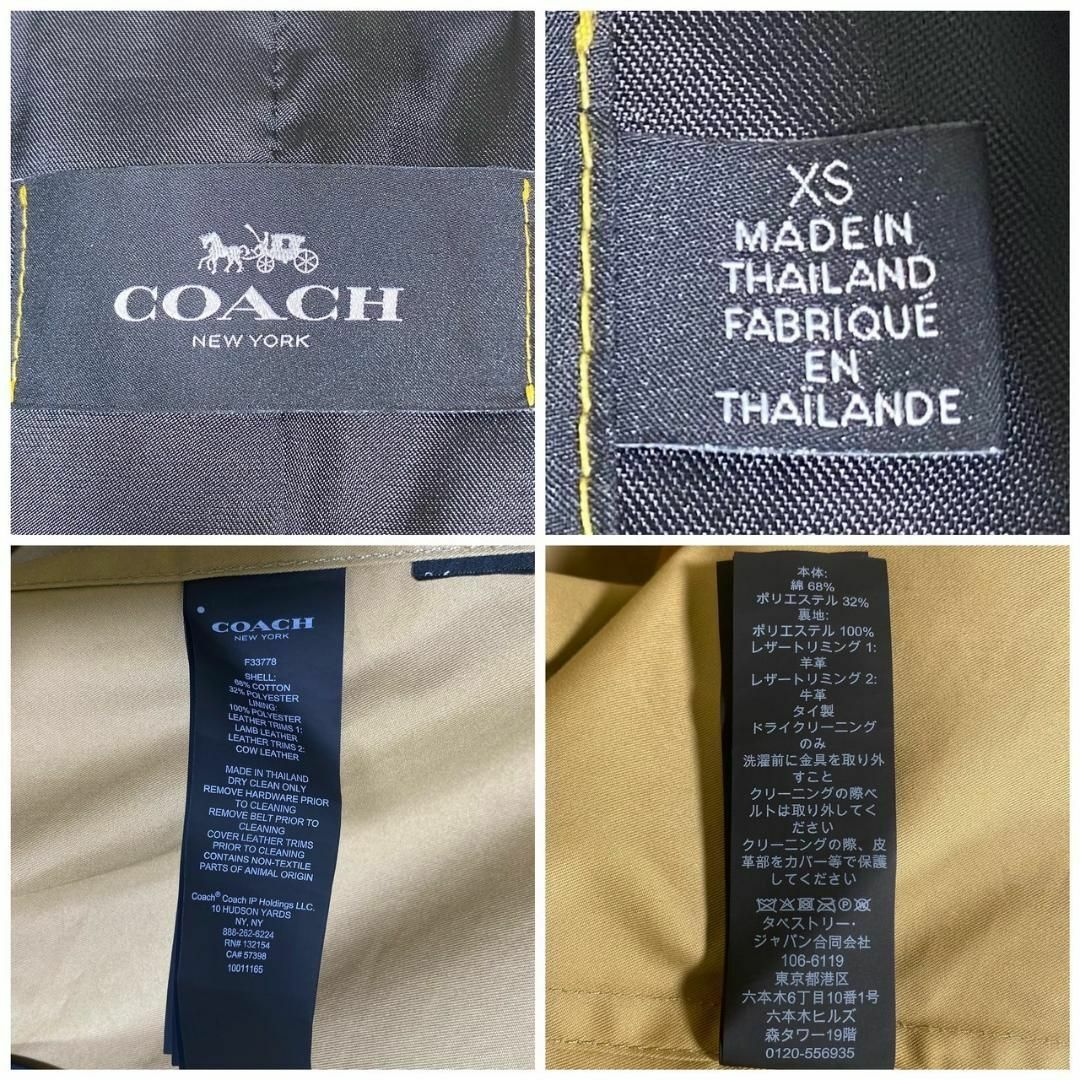 COACH
NEW YORK
XS
MADE IN
THAILAND
FABRIQUÉ
EN
THAÏLANDE
COACH
NEW YORK
F33778
SHELL:
68% COTTON
32% POLYESTER
LINING:
100% POLYESTER
LEATHER TRIMS 1:
LAMB LEATHER
LEATHER TRIMS 2:
COW LEATHER
MADE IN THAILAND
DRY CLEAN ONLY
REMOVE HARDWARE PRIOR
TO CLEANING
REMOVE BELT PRIOR TO
CLEANING
COVER LEATHER TRIMS
PRIOR TO CLEANING
CONTAINS NON-TEXTILE
PARTS OF ANIMAL ORIGIN
Coach® Coach IP Holdings LLC.
10 HUDSON YARDS
NY, NY
888-262-6224
RN# 132154
CA# 57398
10011165
本体:
綿 68%
ポリエステル 32%
裏地:
ポリエステル 100%
レザートリミング 1:
羊革
レザートリミング 2:
牛革
タイ製
ドライクリーニング
のみ
洗濯前に金具を取り外
すこと
クリーニングの際ベ
ルトは取り外してく
ださい
クリーニングの際、皮
革部をカバー等で保護
してください
タペストリー・
ジャパン合同会社
106-6119
東京都港区
六本木6丁目10番1号
六本木ヒルズ
森タワー19階
0120-556935